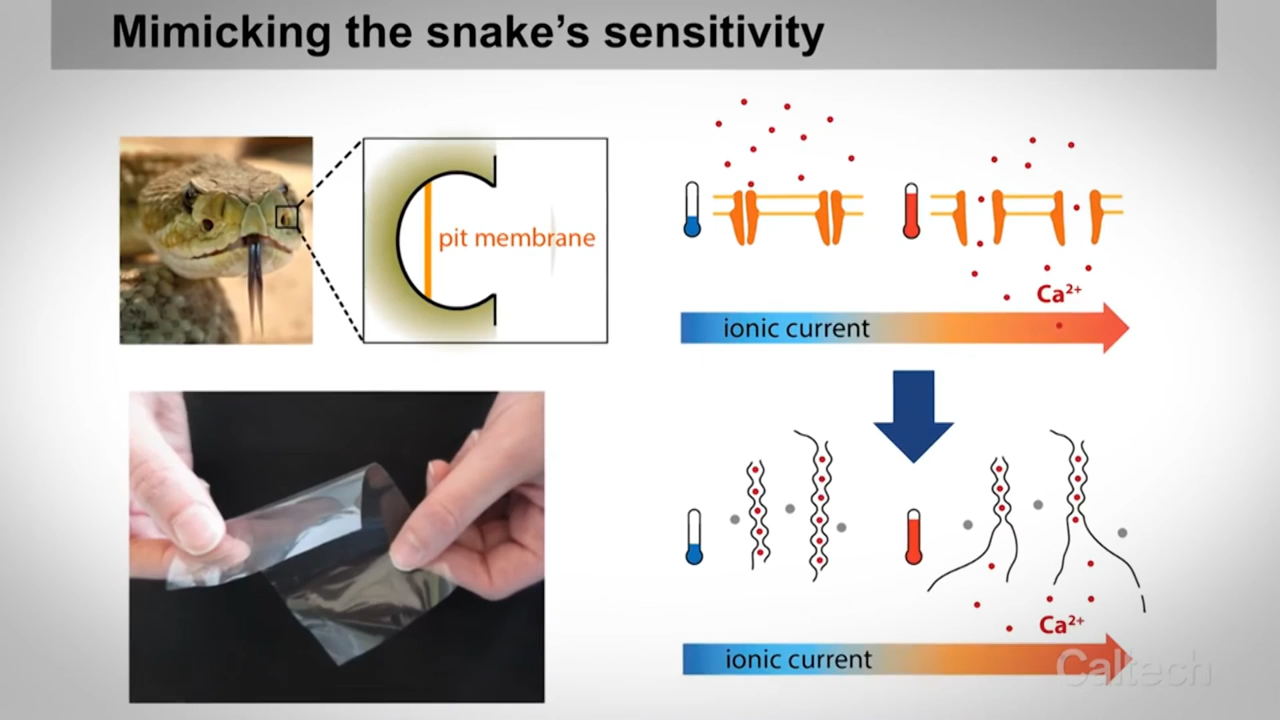 Mimicking the snake's sensitivity
pit membrane
Ca²⁺
ionic current
Ca²⁺
ionic current
Caltech